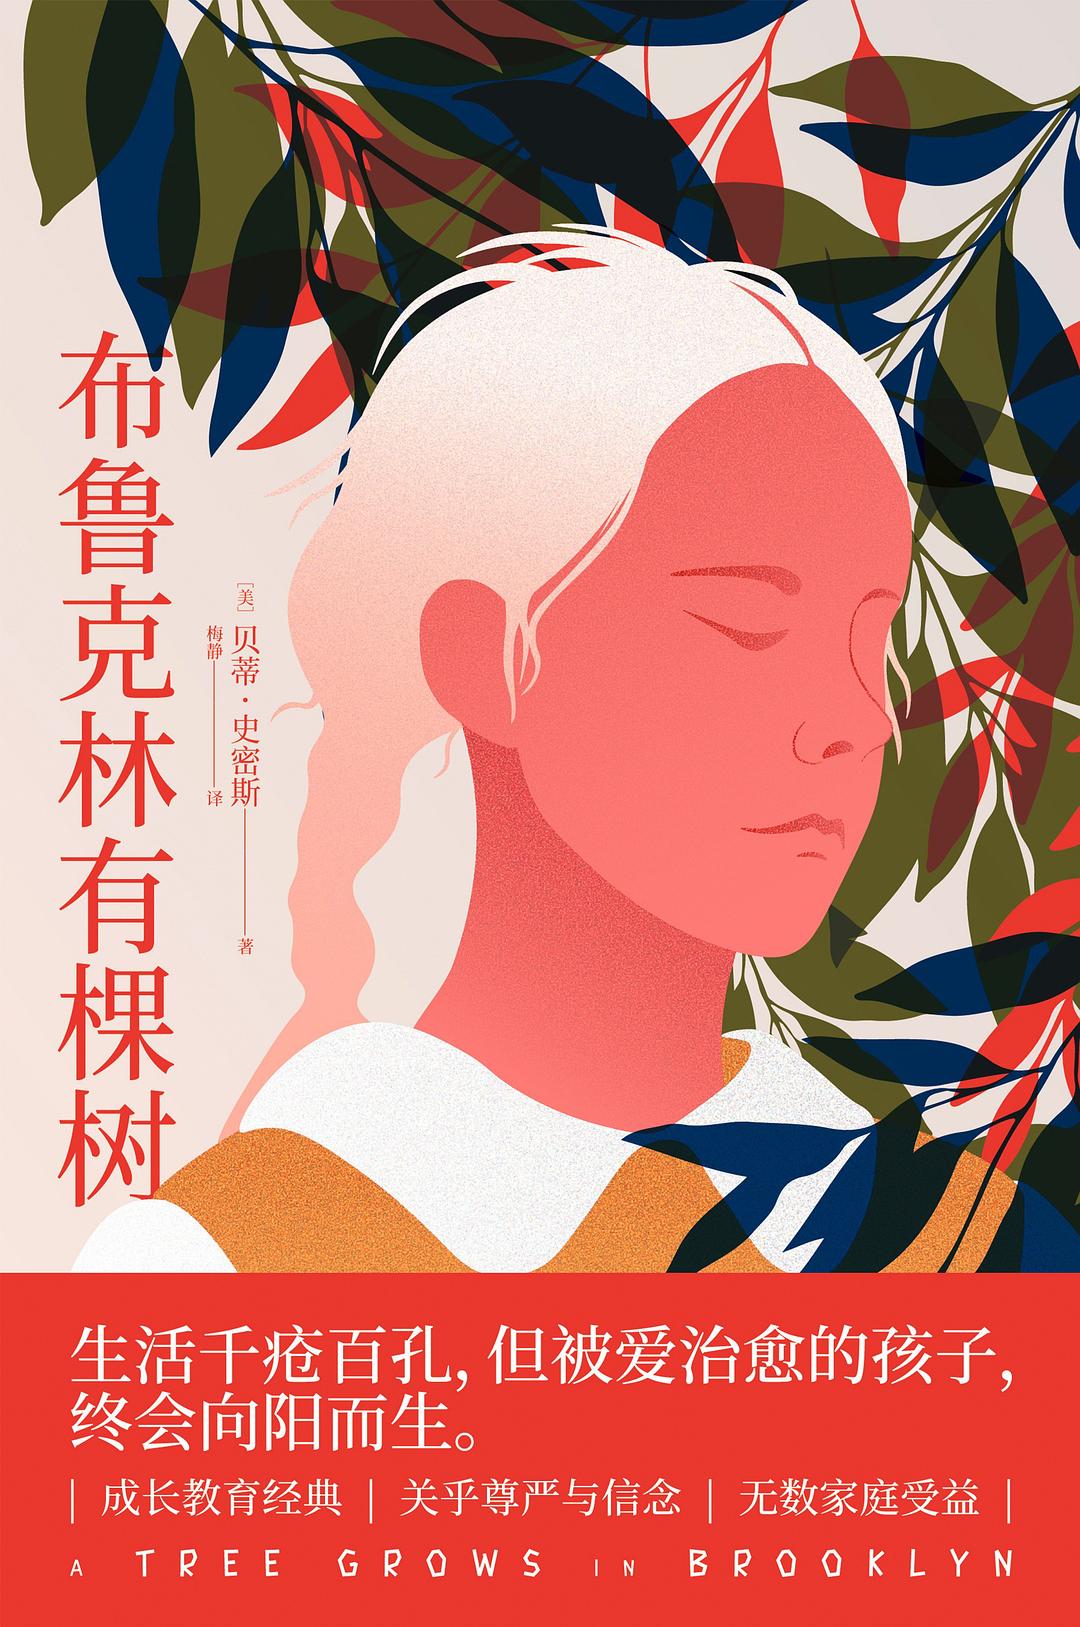 布鲁克林有棵树
[美] 贝蒂·史密斯 著
梅静 译
生活千疮百孔，但被爱治愈的孩子，
终会向阳而生。
| 成长教育经典 | 关乎尊严与信念 | 无数家庭受益 |
A TREE GROWS IN BROOKLYN